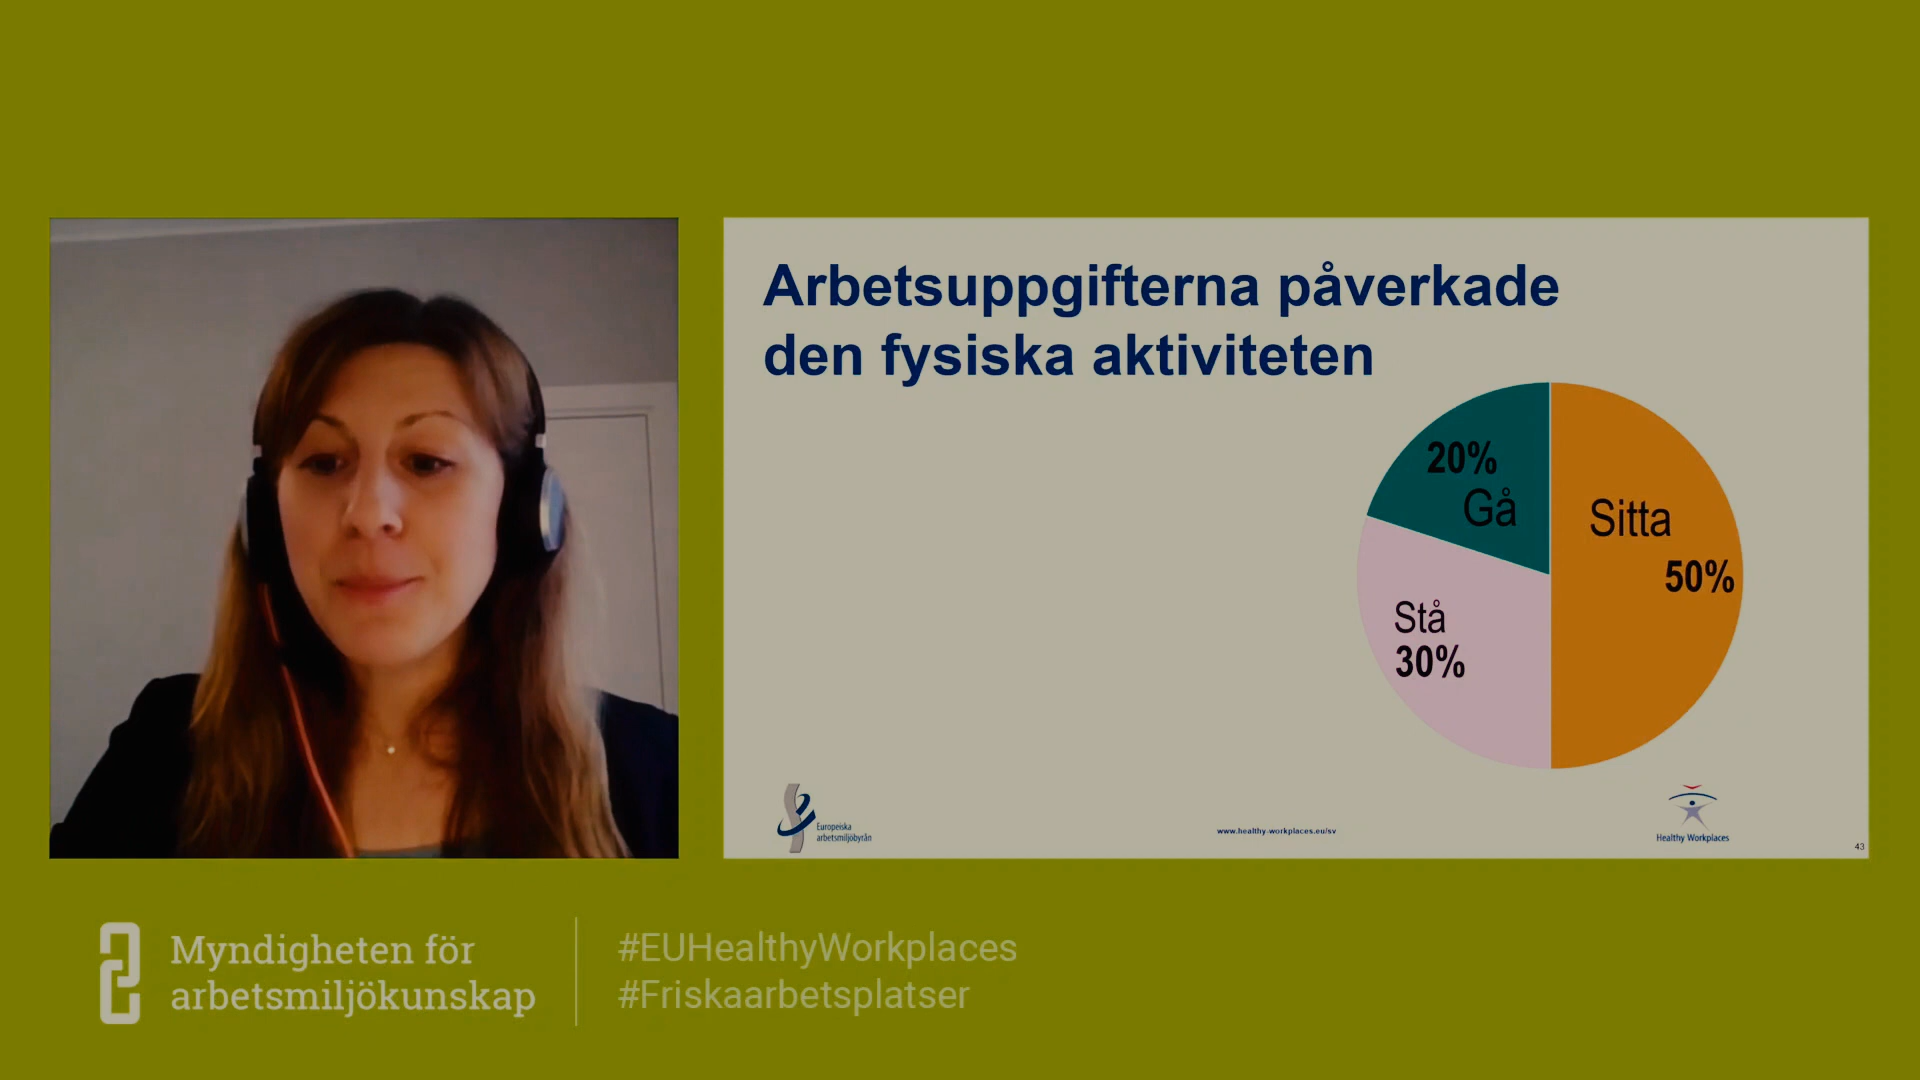 Arbetsuppgifterna påverkade
den fysiska aktiviteten
20%
Gå
Sitta
50%
Stå
30%
Europeiska
arbetsmiljöbyrån
www.healthy-workplaces.eu/sv
Healthy Workplaces
43
Myndigheten för
arbetsmiljökunskap
#EUHealthyWorkplaces
#Friskaarbetsplatser